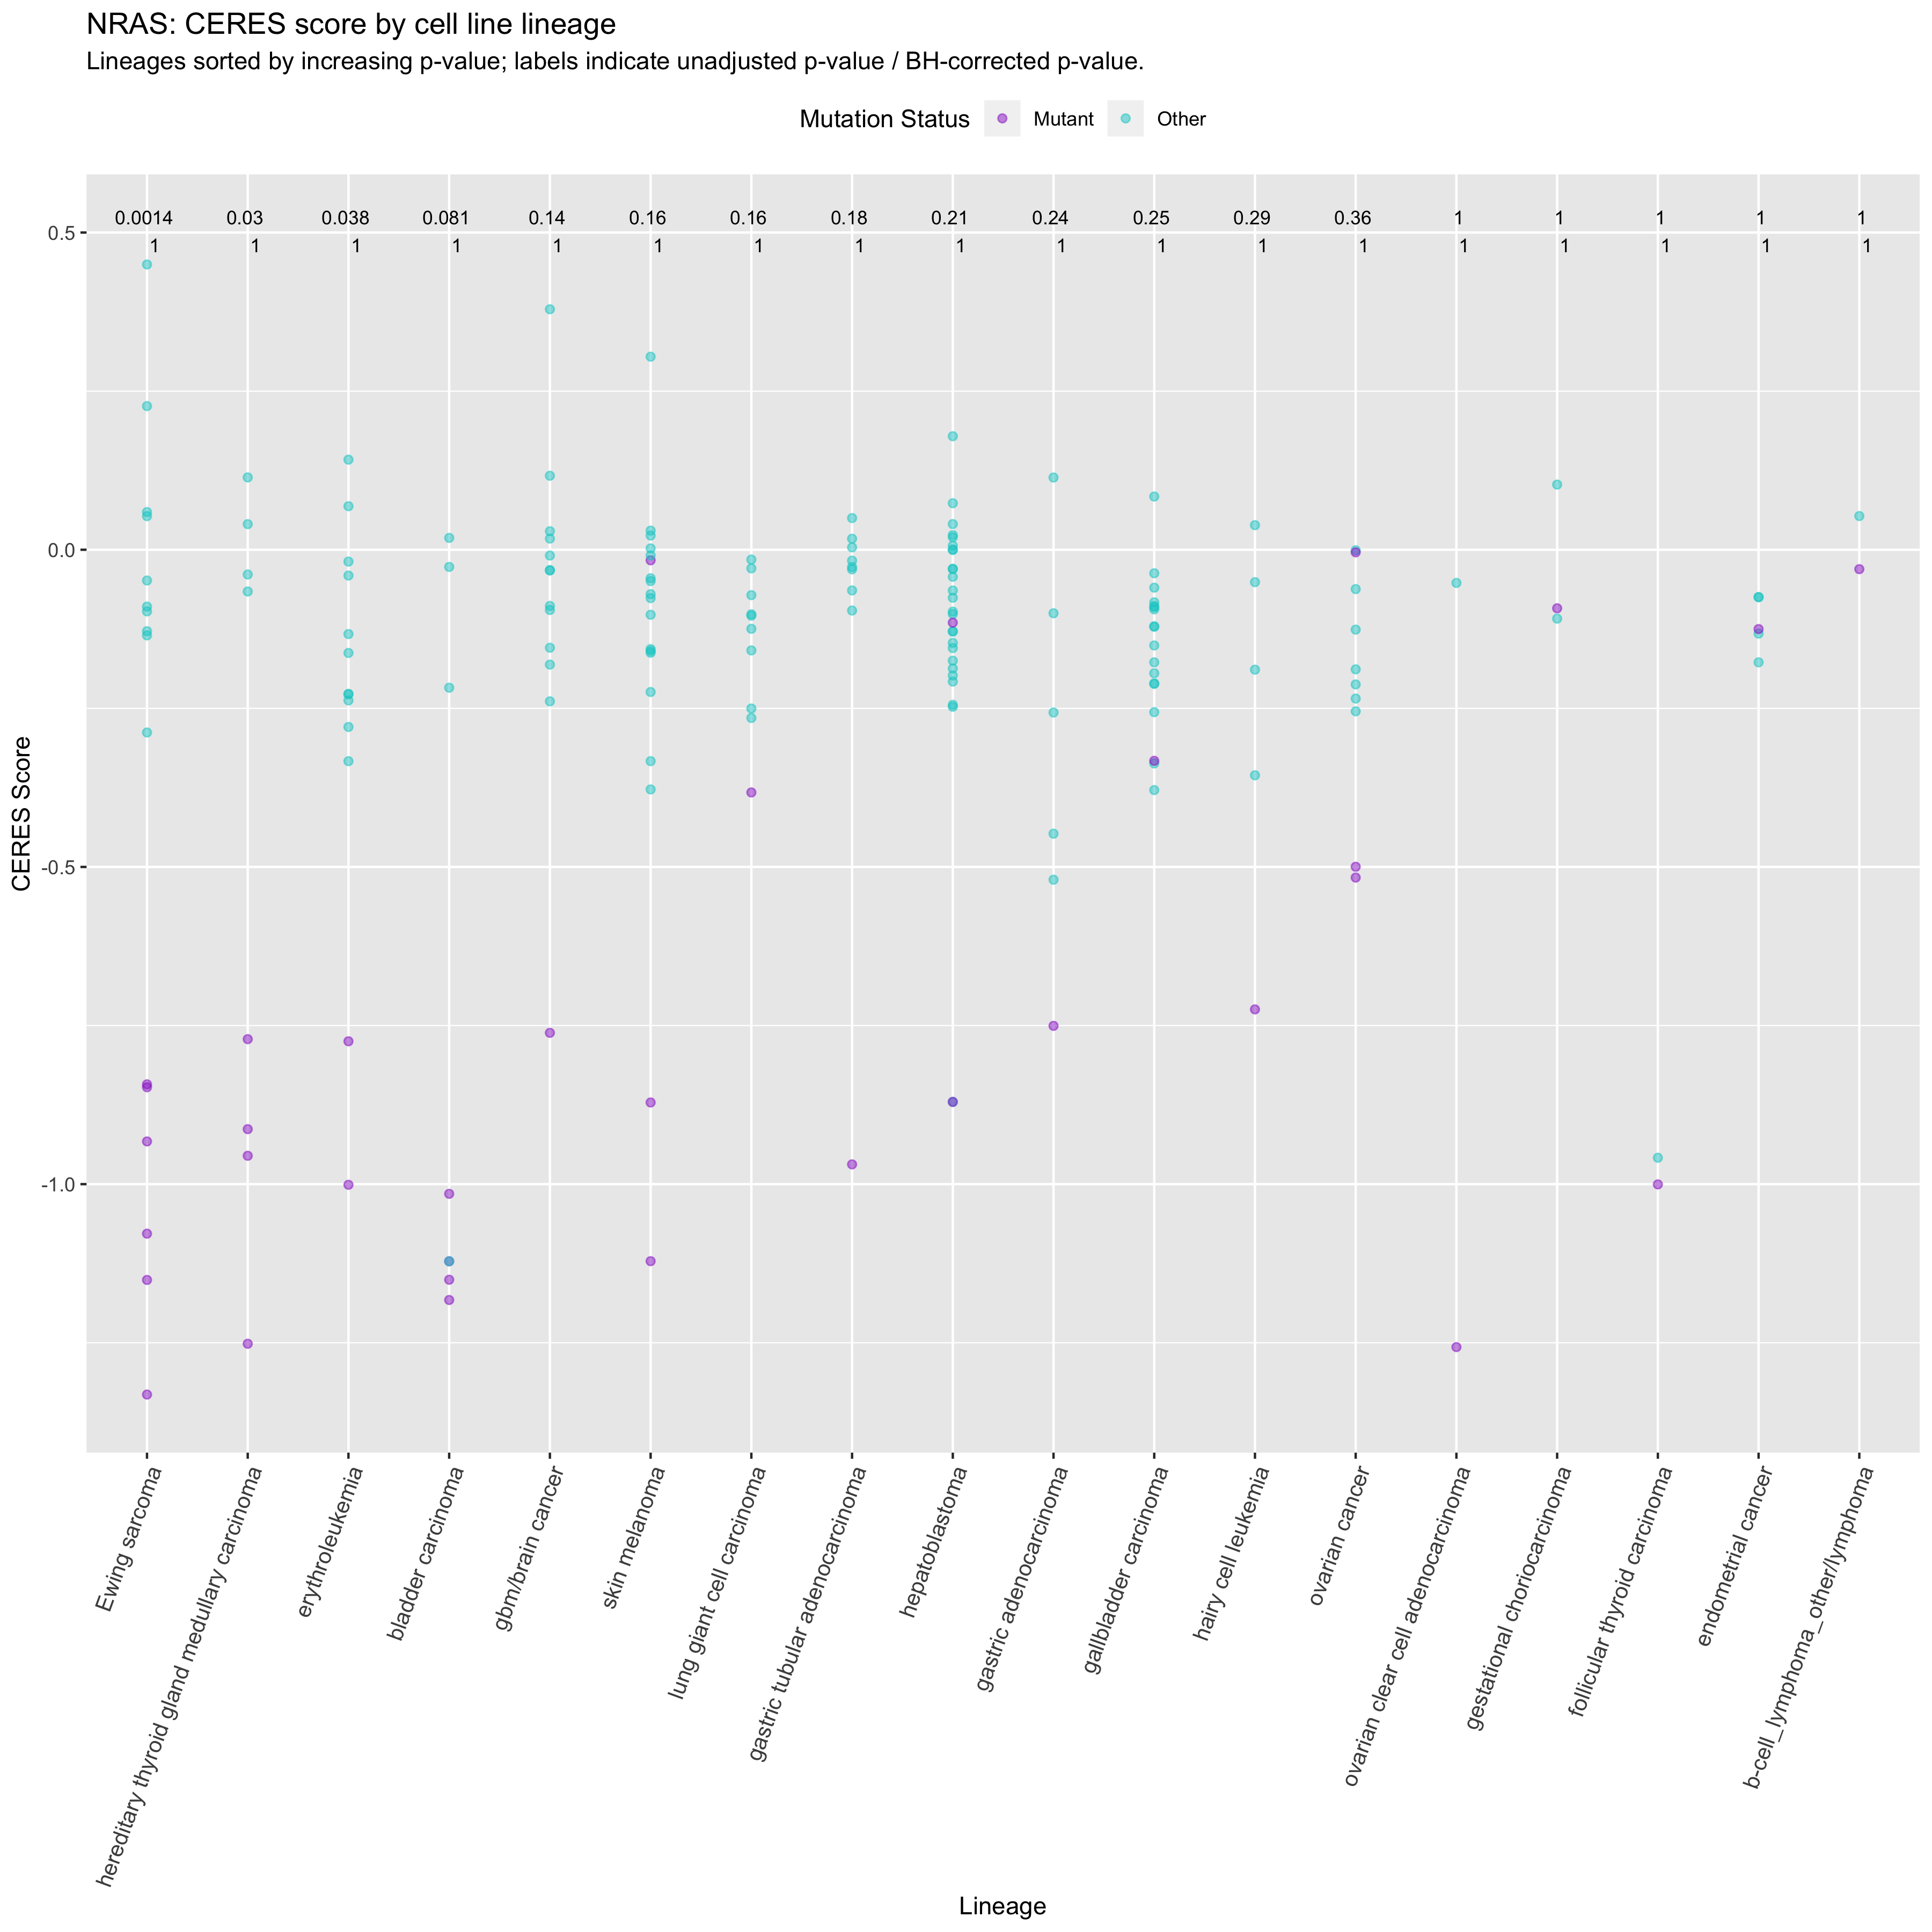 NRAS: CERES score by cell line lineage
Lineages sorted by increasing p-value; labels indicate unadjusted p-value / BH-corrected p-value.
Mutation Status Mutant Other
0.0014 0.03 0.038 0.081 0.14 0.16 0.16 0.18 0.21 0.24 0.25 0.29 0.36 1 1 1 1 1
0.5
1 1 1 1 1 1 1 1 1 1 1 1 1 1 1 1 1 1
0.0
-0.5
-1.0
CERES Score
Ewing sarcoma
hereditary thyroid gland medullary carcinoma
erythroleukemia
bladder carcinoma
gbm/brain cancer
skin melanoma
lung giant cell carcinoma
gastric tubular adenocarcinoma
hepatoblastoma
gastric adenocarcinoma
gallbladder carcinoma
hairy cell leukemia
ovarian cancer
ovarian clear cell adenocarcinoma
gestational choriocarcinoma
follicular thyroid carcinoma
endometrial cancer
b-cell_lymphoma_other/lymphoma
Lineage